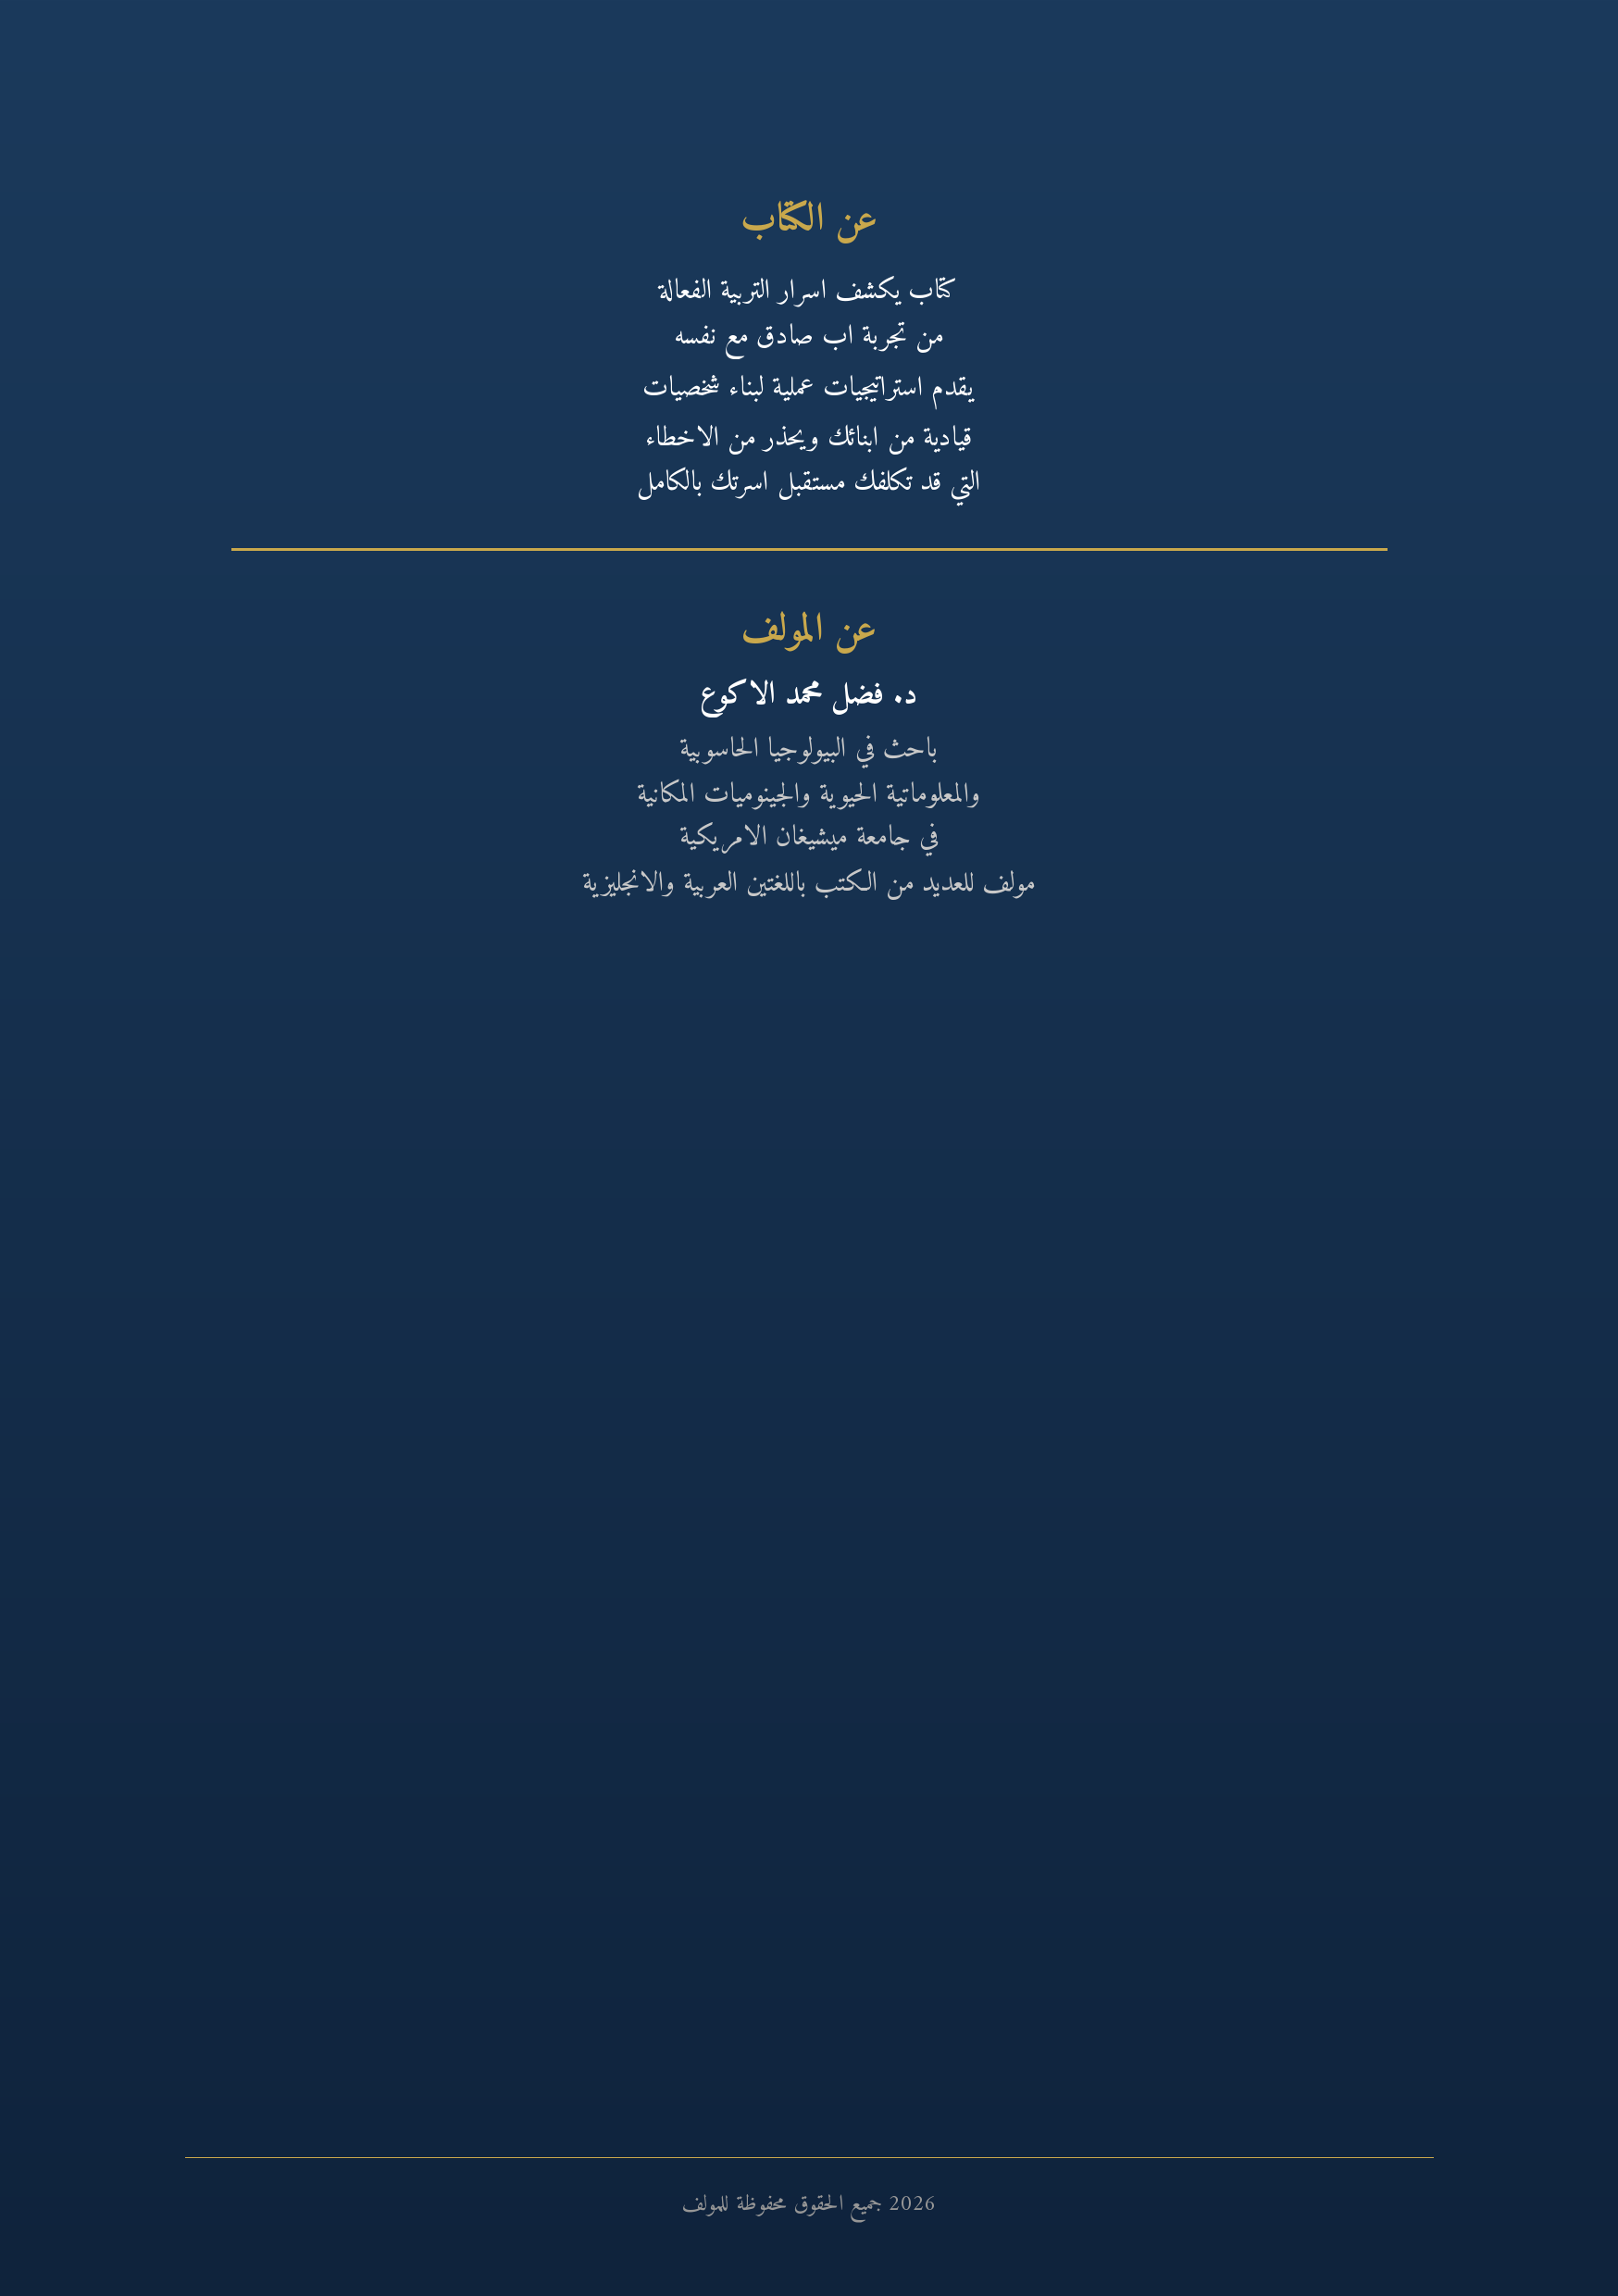 عن الكتاب
كتاب يكشف اسرار التربية الفعالة
من تجربة اب صادق مع نفسه
يقدم استراتيجيات عملية لبناء شخصيات
قيادية من ابنائك ويحذر من الاخطاء
التي قد تكلفك مستقبل اسرتك بالكامل
عن المولف
د. فضل محمد الاكوع
باحث في البيولوجيا الحاسوبية
والمعلوماتية الحيوية والجينوميات المكانية
في جامعة ميشيغان الامريكية
مولف للعديد من الكتب باللغتين العربية والانجليزية
2026 جميع الحقوق محفوظة للمولف